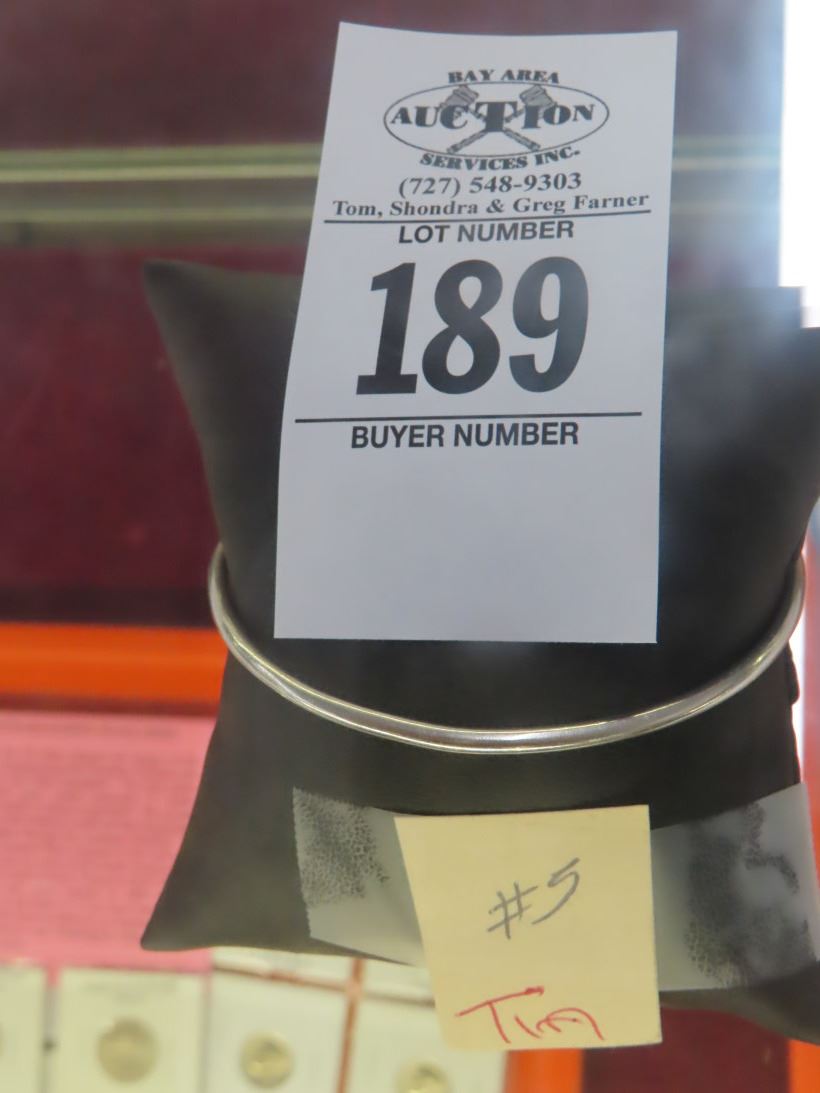 BAY AREA
AUCTION
SERVICES INC.
(727) 548-9303
Tom, Shondra & Greg Farner
LOT NUMBER
189
BUYER NUMBER
#5
Tim